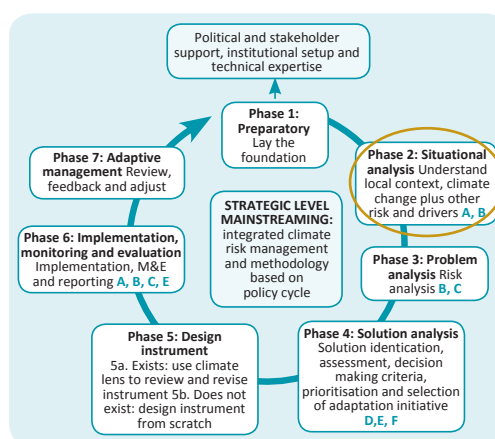 Political and stakeholder
support, institutional setup and
technical expertise
Phase 1:
Preparatory
Lay the
foundation
Phase 2: Situational
analysis Understand
local context, climate
change plus other
risk and drivers A, B
Phase 3: Problem
analysis Risk
analysis B, C
Phase 4: Solution analysis
Solution identication,
assessment, decision
making criteria,
prioritisation and selection
of adaptation initiative
D,E, F
Phase 5: Design
instrument
5a. Exists: use climate
lens to review and revise
instrument 5b. Does not
exist: design instrument
from scratch
Phase 6: Implementation,
monitoring and evaluation
Implementation, M&E
and reporting A, B, C, E
Phase 7: Adaptive
management Review,
feedback and adjust
STRATEGIC LEVEL
MAINSTREAMING:
integrated climate
risk management
and methodology
based on
policy cycle